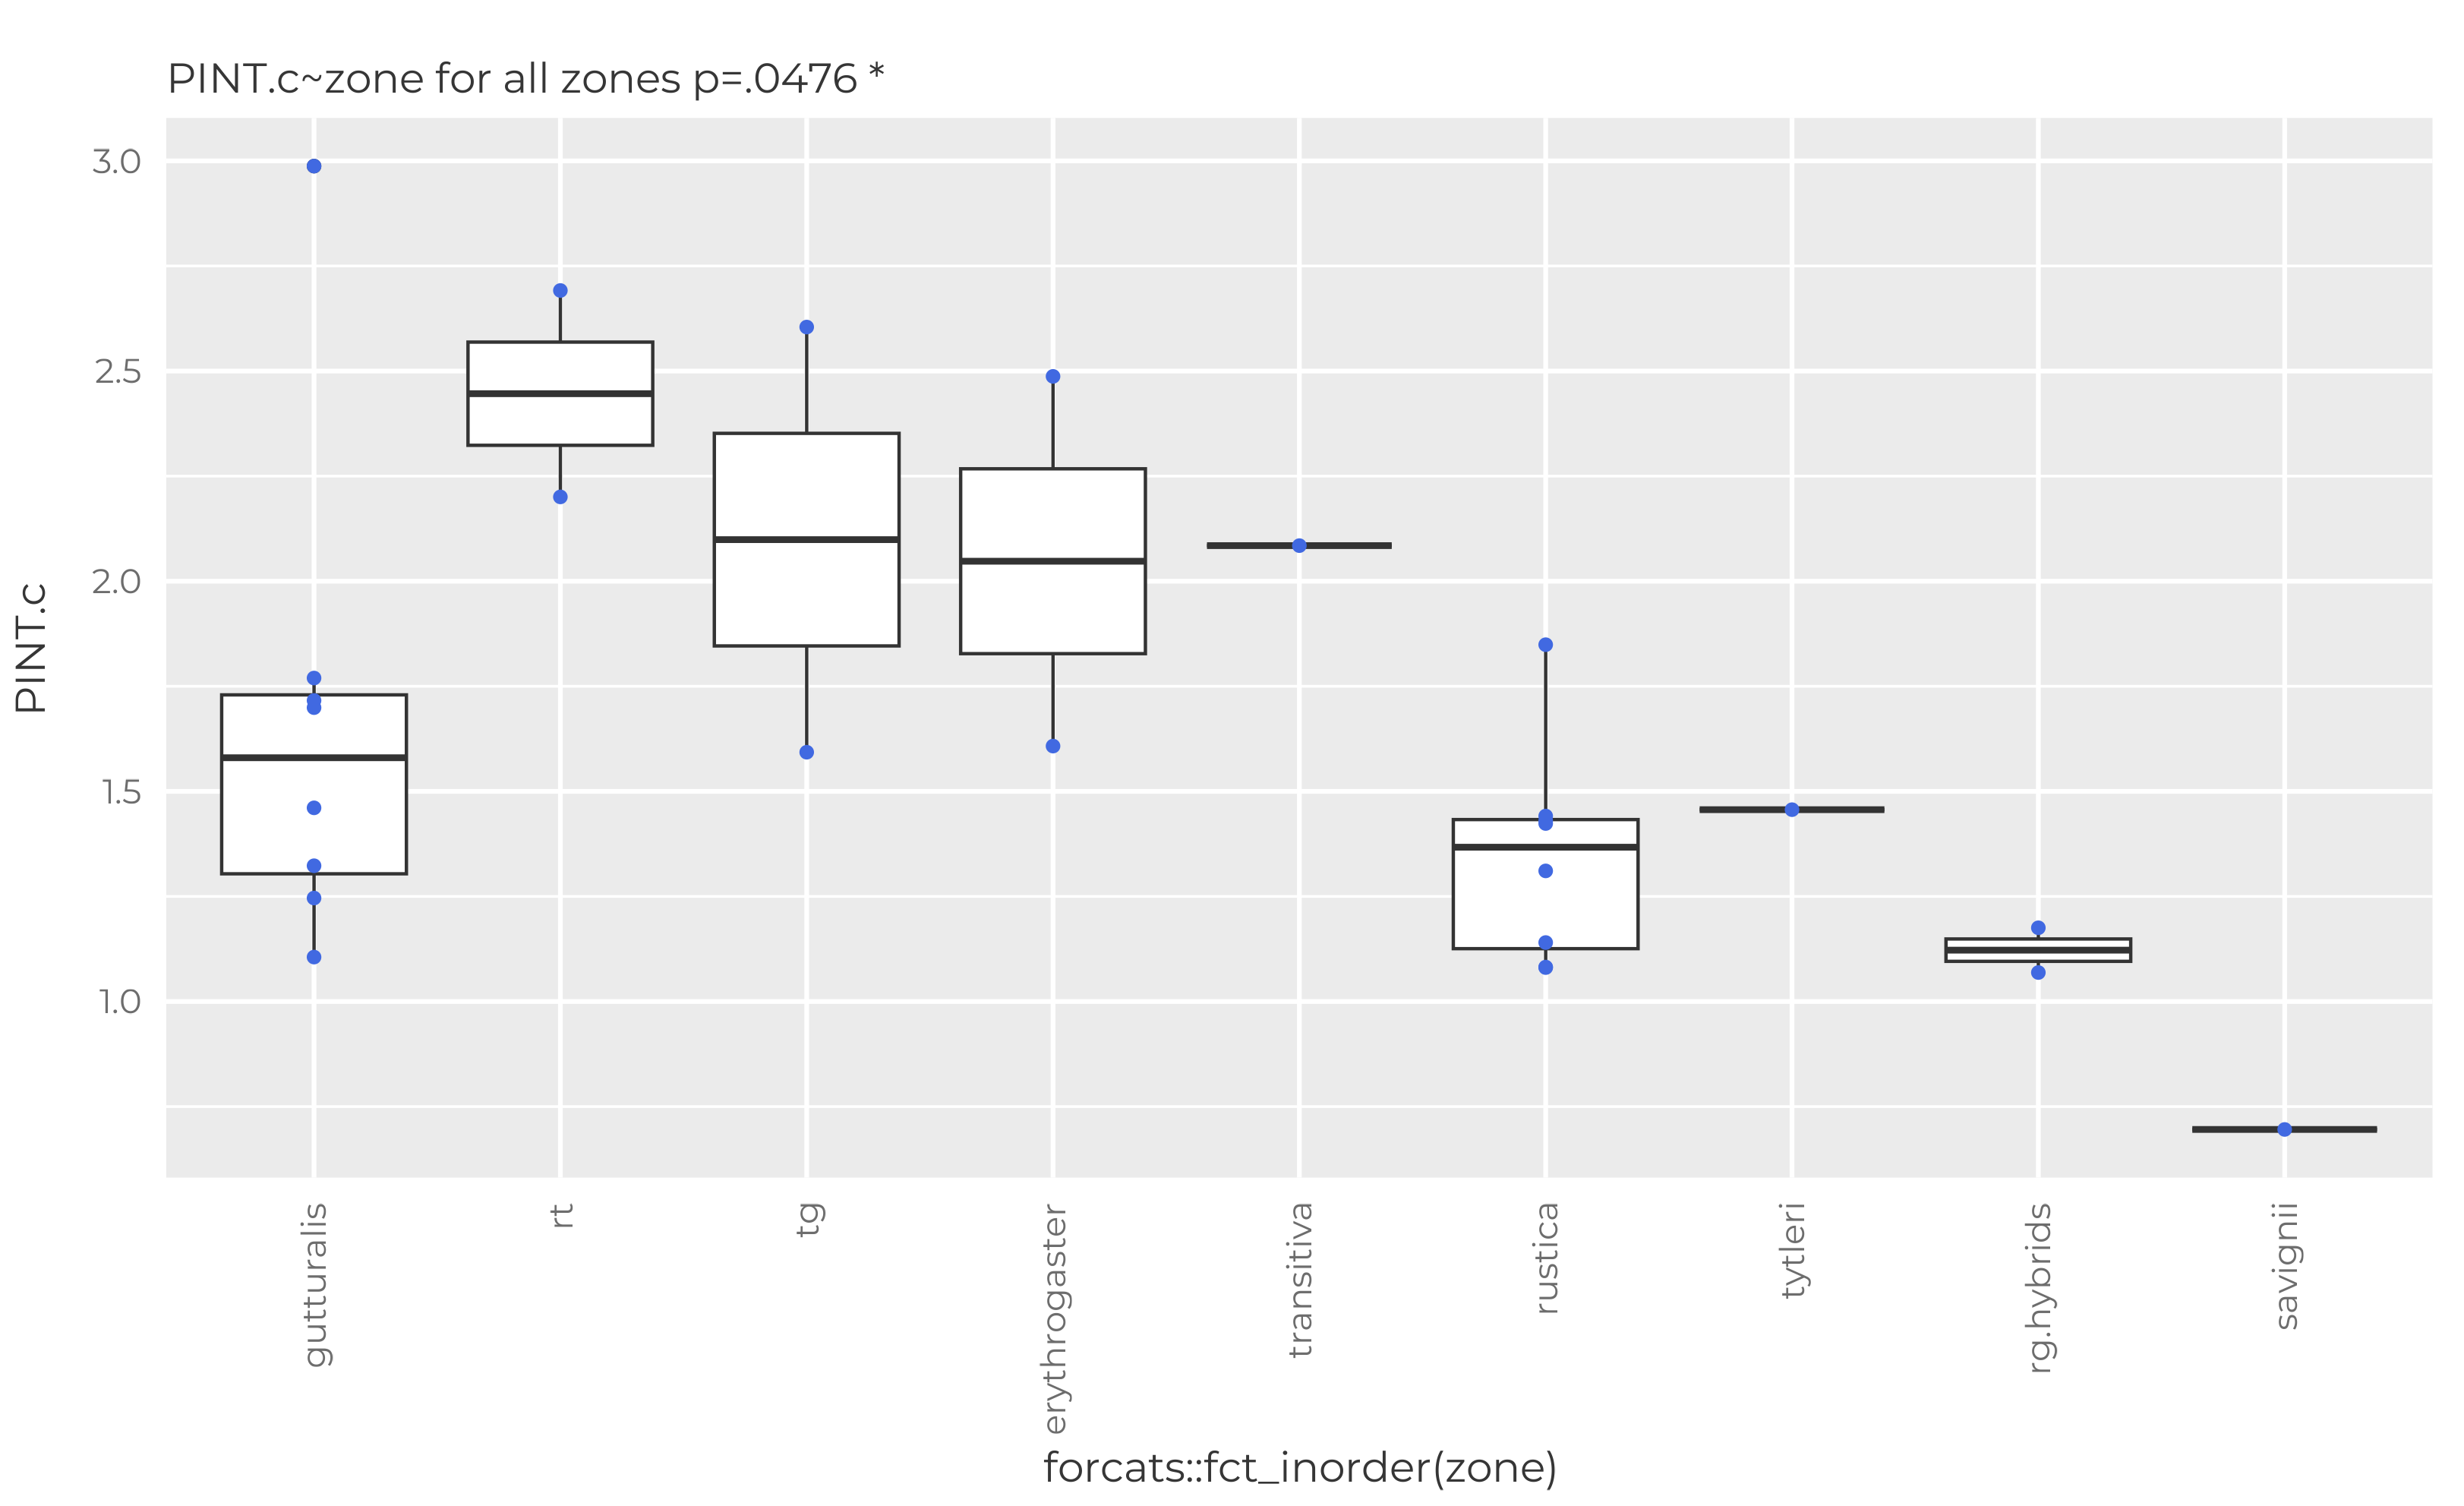 PINT.c~zone for all zones p=.0476 *
PINT.c
3.0
2.5
2.0
1.5
1.0
gutturalis
rt
tg
erythrogaster
transitiva
rustica
tytleri
rg.hybrids
savignii
forcats::fct_inorder(zone)